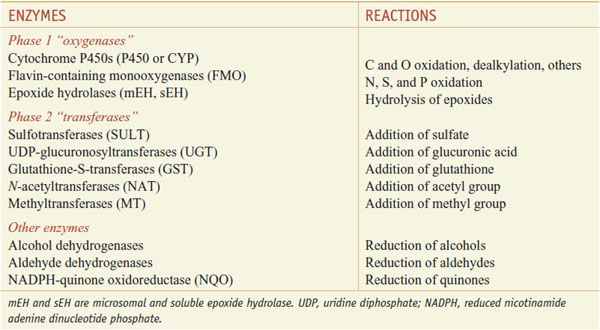 ENZYMES REACTIONS
Phase 1 "oxygenases"
Cytochrome P450s (P450 or CYP) C and O oxidation, dealkylation, others
Flavin-containing monooxygenases (FMO) N, S, and P oxidation
Epoxide hydrolases (mEH, sEH) Hydrolysis of epoxides
Phase 2 "transferases"
Sulfotransferases (SULT) Addition of sulfate
UDP-glucuronosyltransferases (UGT) Addition of glucuronic acid
Glutathione-S-transferases (GST) Addition of glutathione
N-acetyltransferases (NAT) Addition of acetyl group
Methyltransferases (MT) Addition of methyl group
Other enzymes
Alcohol dehydrogenases Reduction of alcohols
Aldehyde dehydrogenases Reduction of aldehydes
NADPH-quinone oxidoreductase (NQO) Reduction of quinones
mEH and sEH are microsomal and soluble epoxide hydrolase. UDP, uridine diphosphate; NADPH, reduced nicotinamide
adenine dinucleotide phosphate.